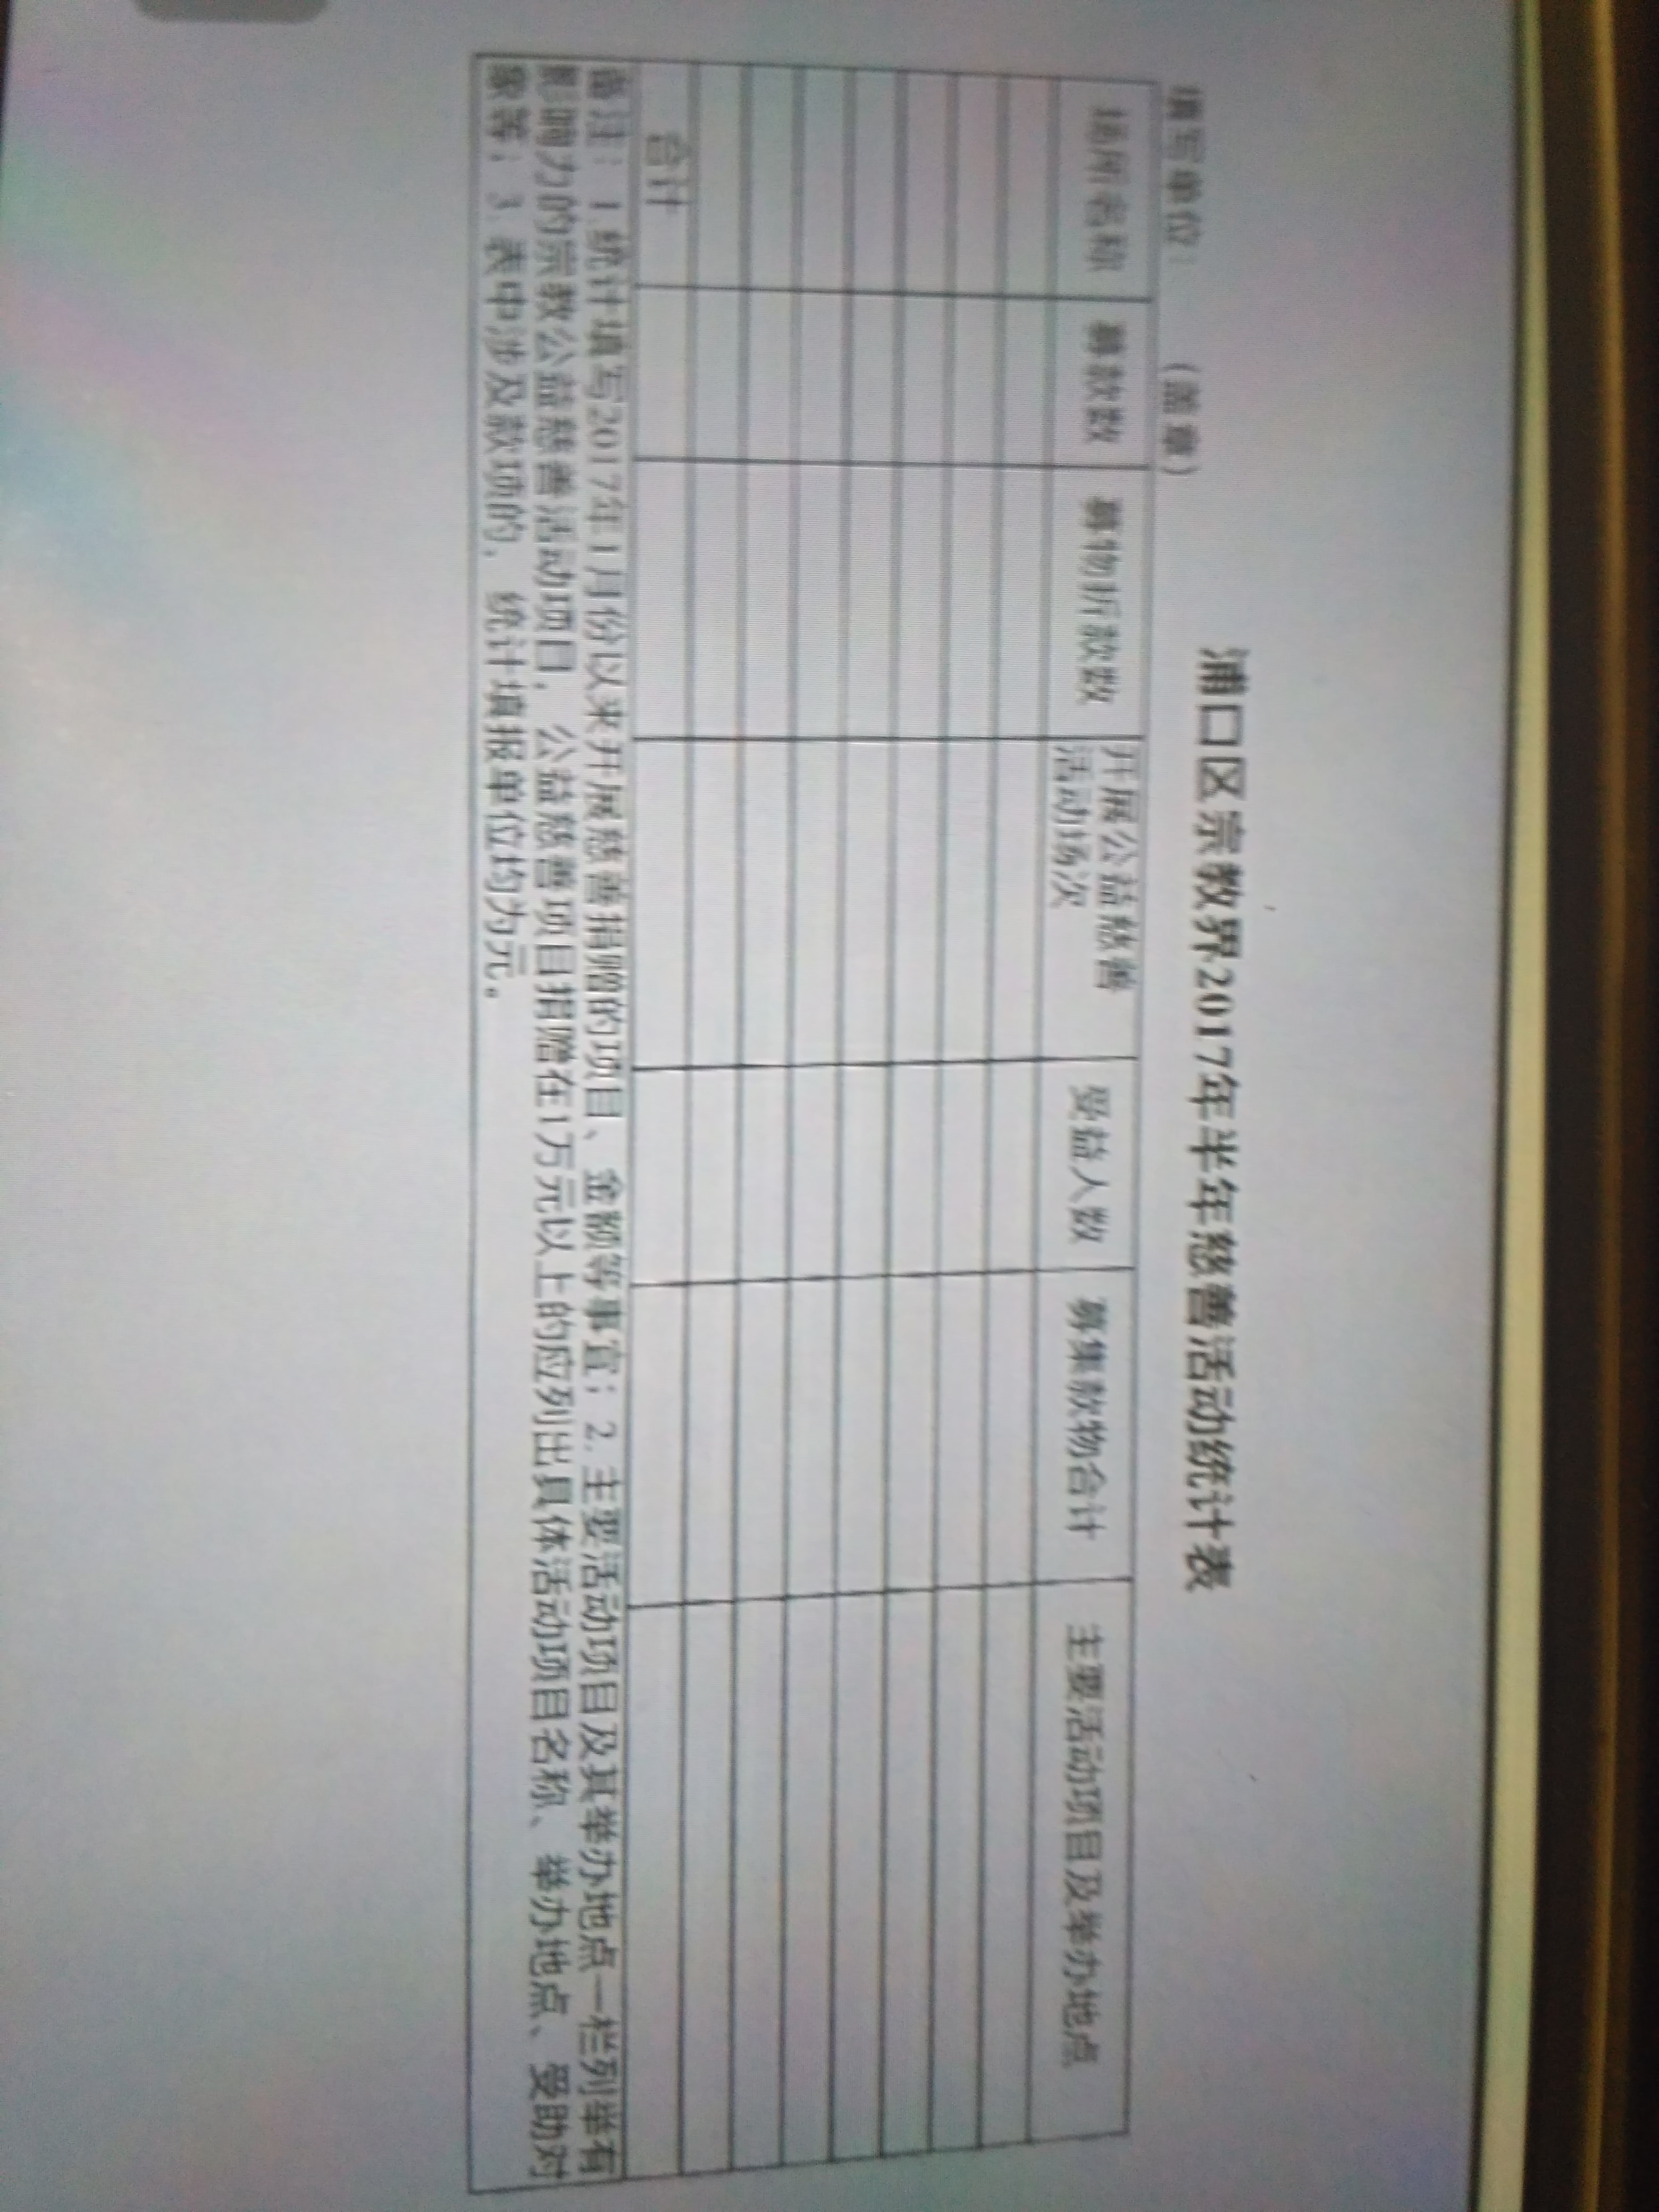 浦口区宗教界2017年半年慈善活动统计表
填写单位： （盖章）
场所名称 募款数 募物折款数 开展公益慈善 受益人数 募集款物合计 主要活动项目及举办地点
活动场次
合计
备注：1.统计填写2017年1月份以来开展慈善捐赠的项目、金额等事宜；2.主要活动项目及其举办地点一栏列举有
影响力的宗教公益慈善活动项目，公益慈善项目捐赠在1万元以上的应列出具体活动项目名称、举办地点、受助对
象等；3.表中涉及款项的，统计填报单位均为元。